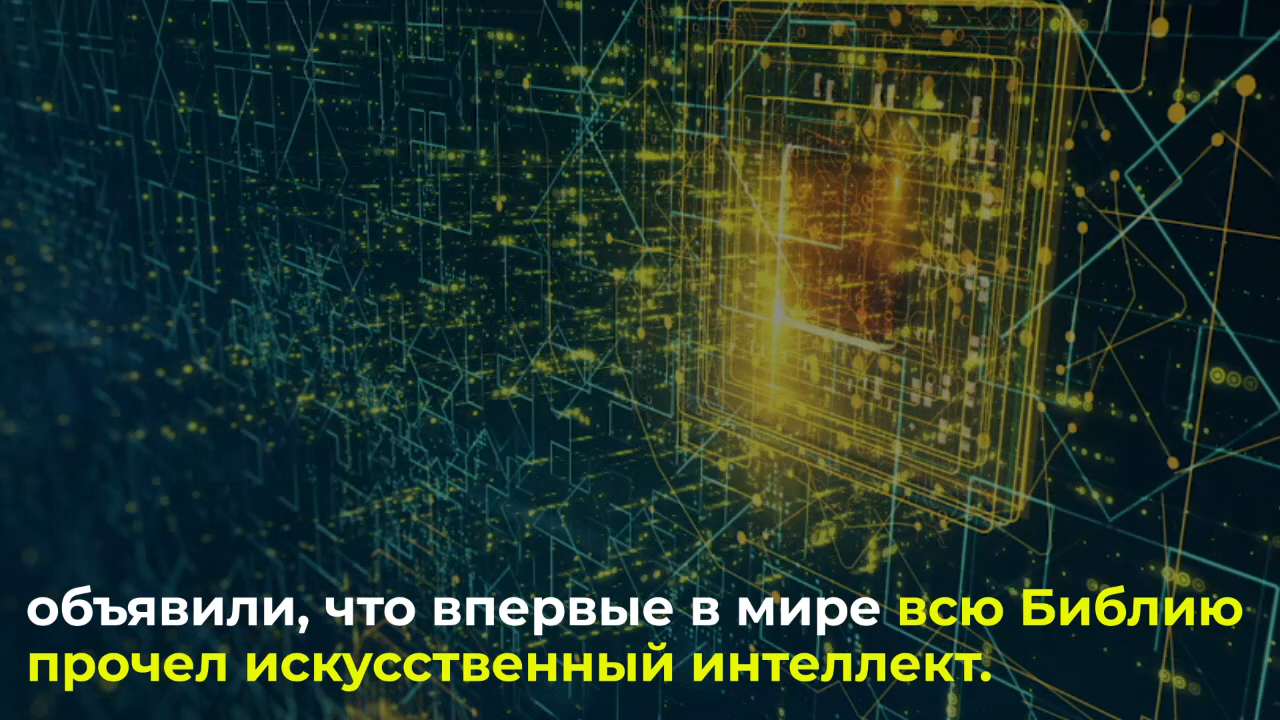 объявили, что впервые в мире всю Библию
прочел искусственный интеллект.